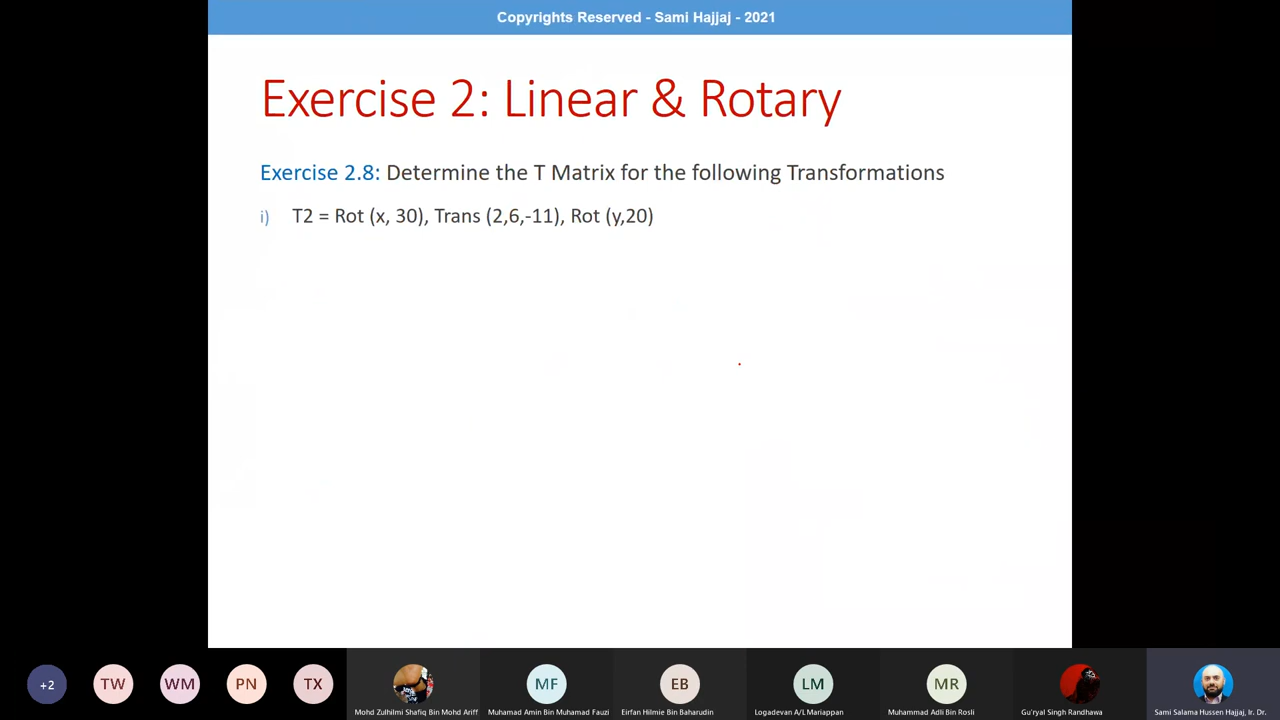 Copyrights Reserved - Sami Hajjaj - 2021
Exercise 2: Linear & Rotary
Exercise 2.8: Determine the T Matrix for the following Transformations
i) T2 = Rot (x, 30), Trans (2,6,-11), Rot (y,20)
+2 TW WM PN TX MF EB LM MR
Mohd Zulhilmi Shafiq Bin Mohd Ariff Muhamad Amin Bin Muhamad Fauzi Eirfan Hilmie Bin Baharudin Logadevan A/L Mariappan Muhammad Adli Bin Rosli Gu'ryal Singh Randhawa Sami Salama Hussen Hajjaj, Ir. Dr.